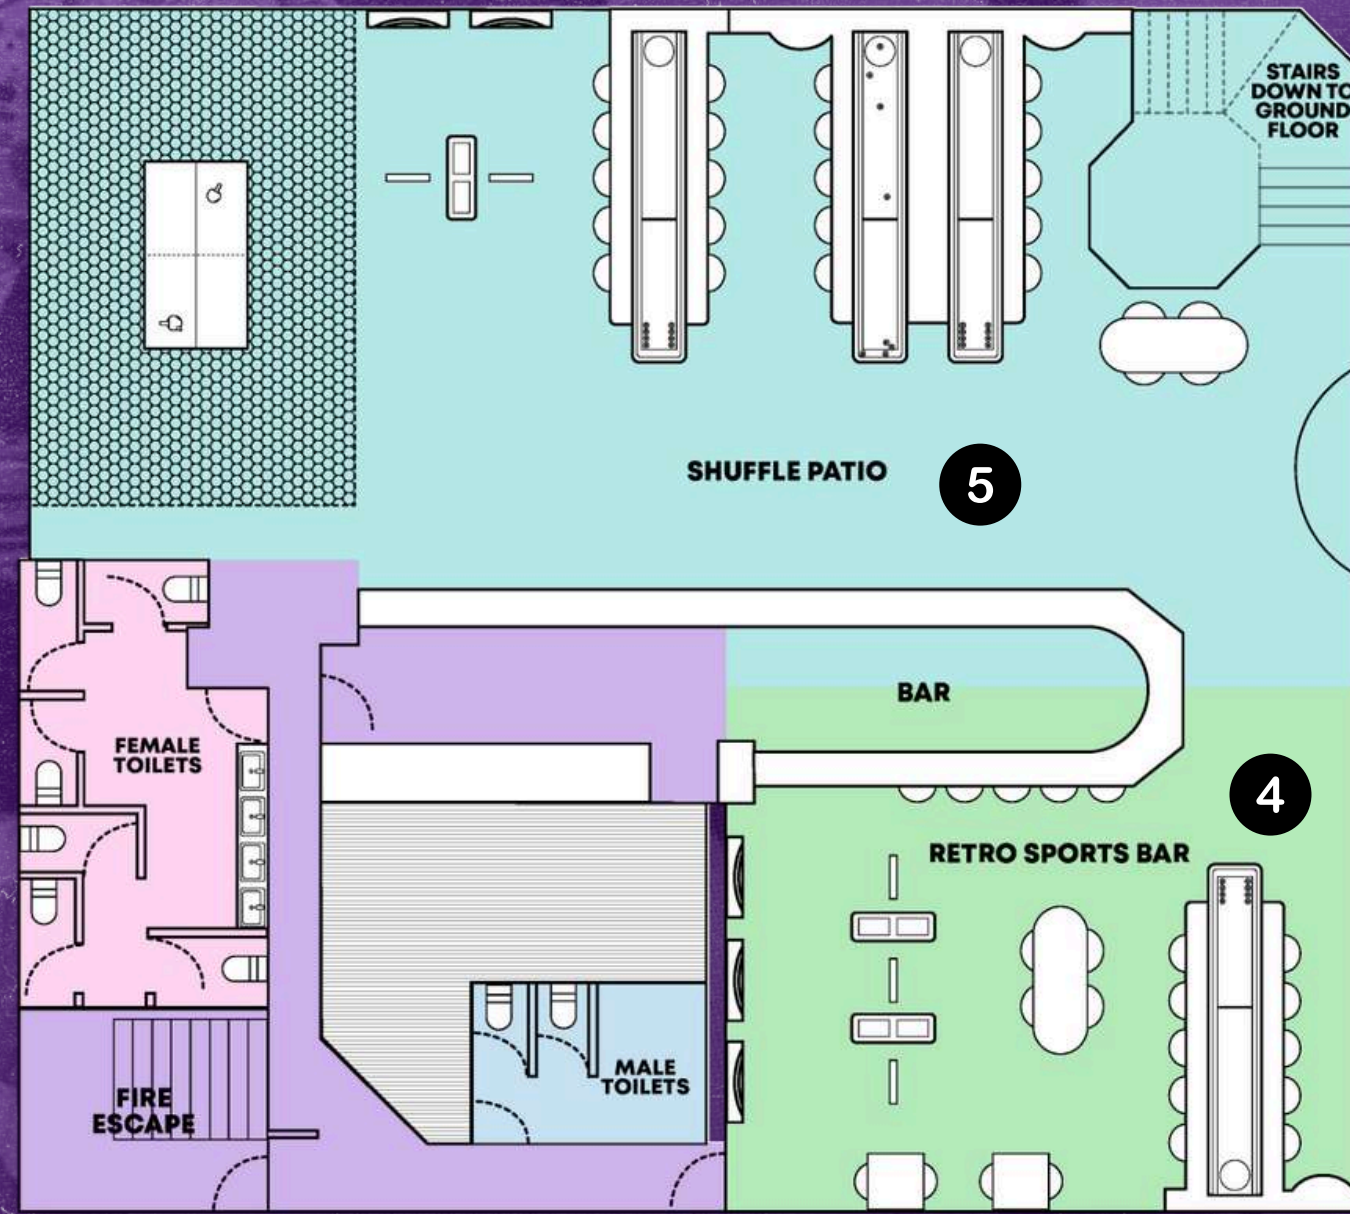 STAIRS
DOWN TO
GROUND
FLOOR
SHUFFLE PATIO
5
BAR
FEMALE
TOILETS
4
RETRO SPORTS BAR
MALE
TOILETS
FIRE
ESCAPE